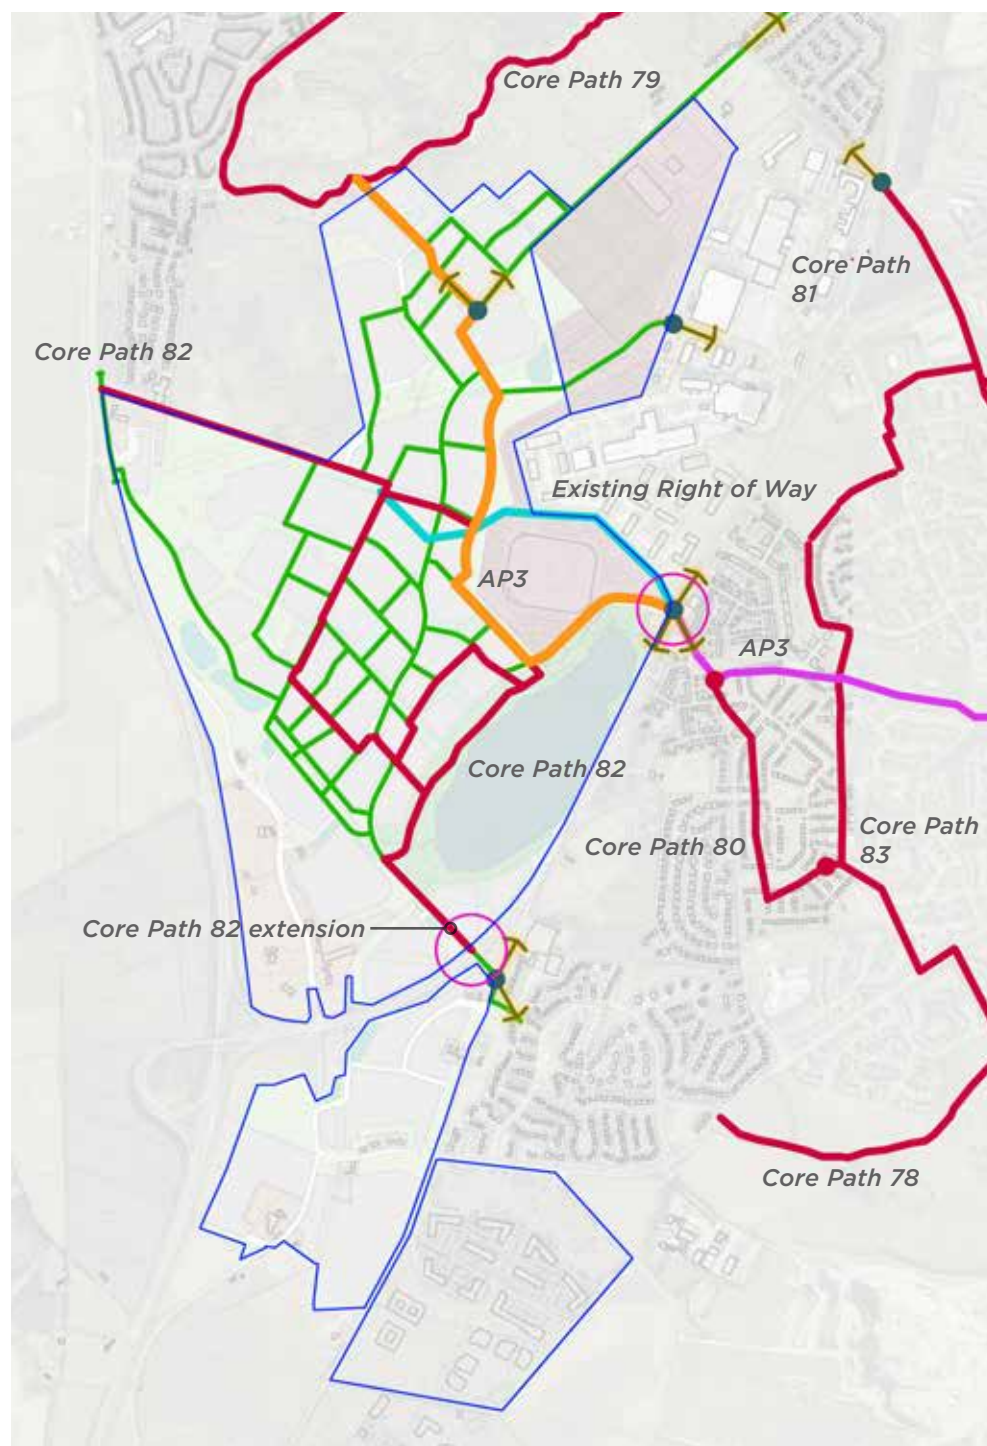 Core Path 79
Core Path
81
Core Path 82
Existing Right of Way
AP3
AP3
Core Path 82
Core Path 80
Core Path
83
Core Path 82 extension
Core Path 78